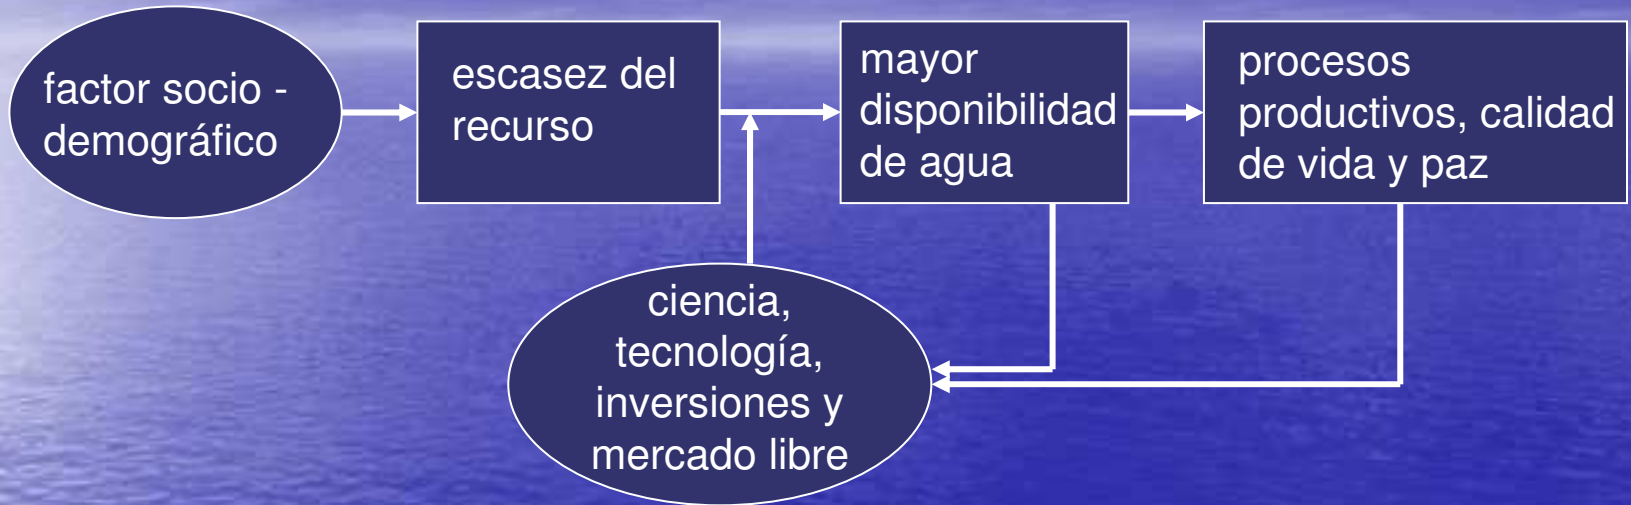 factor socio -
demográfico
escasez del
recurso
mayor
disponibilidad
de agua
procesos
productivos, calidad
de vida y paz
ciencia,
tecnología,
inversiones y
mercado libre